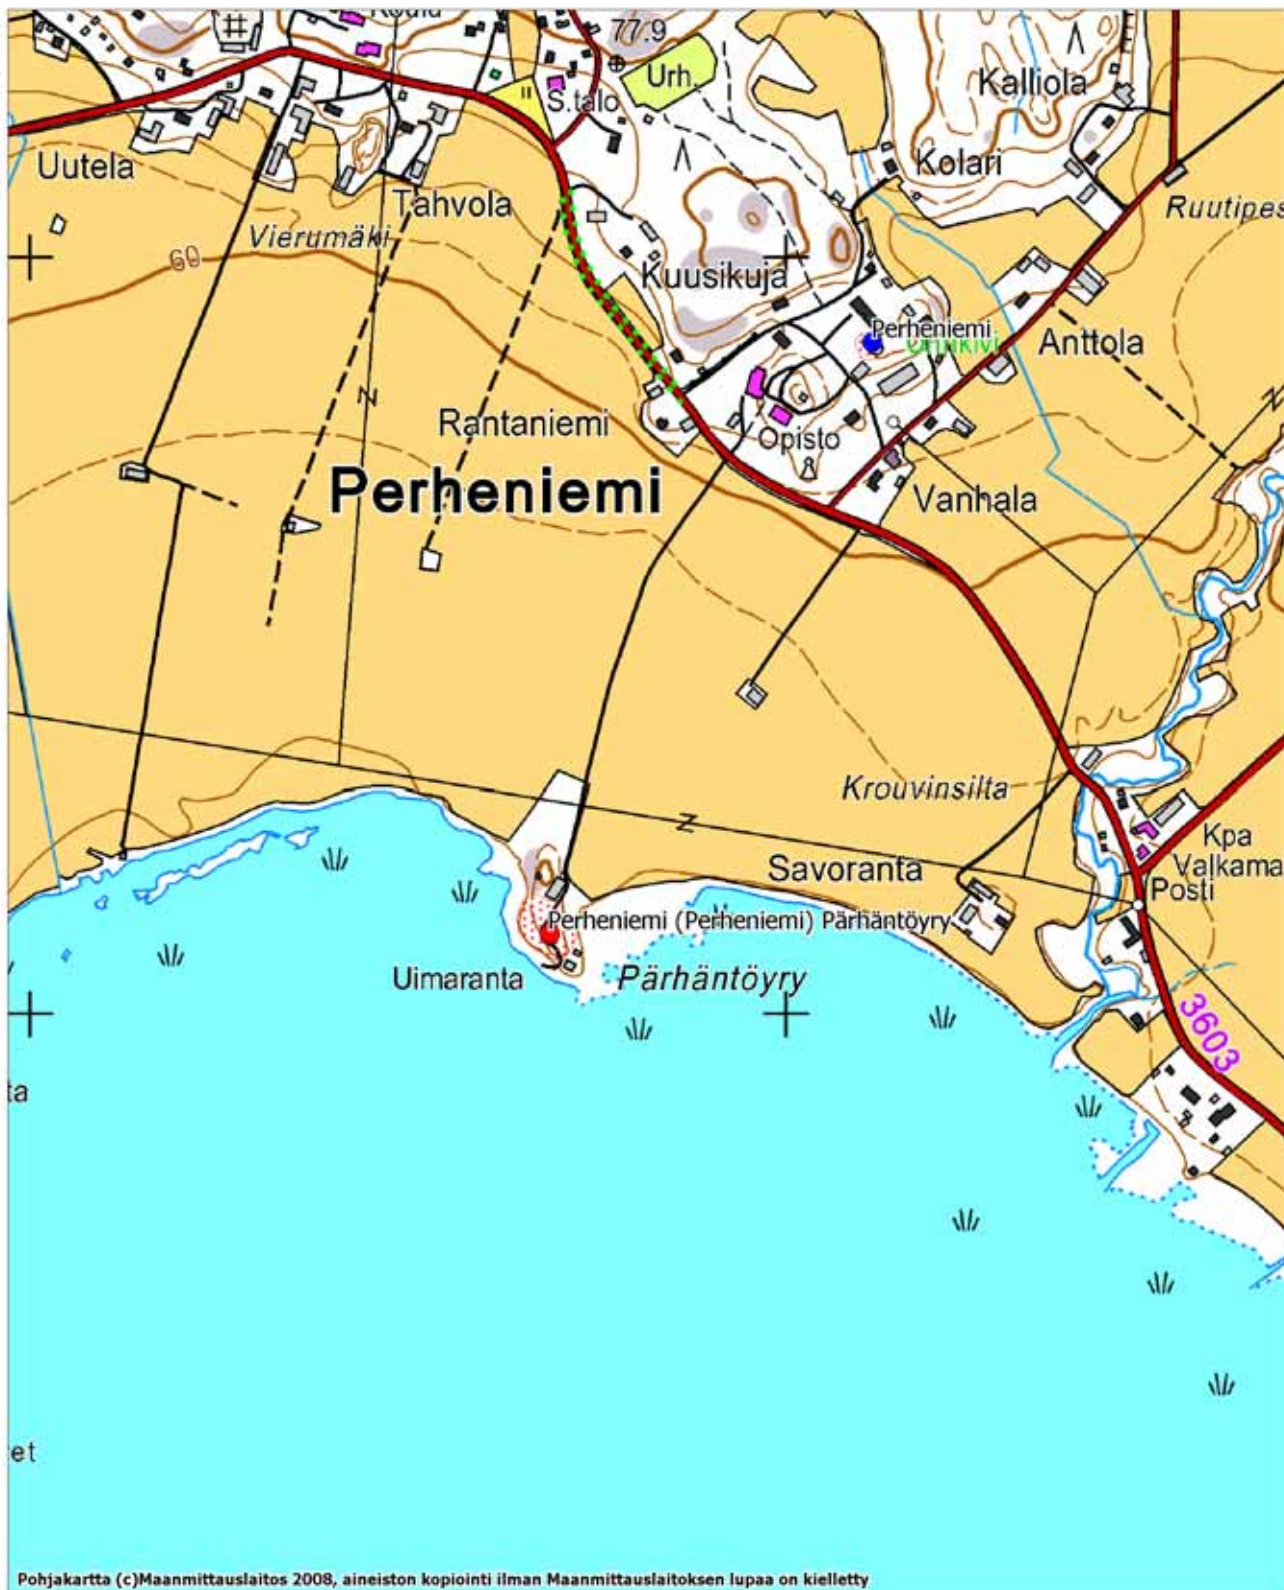 77.9
Urh.
S.talo
Kalliola
Uutela
Kolari
Tahvola
Ruutipes
Vierumäki
60
Kuusikuja
Perheniemi
Uhrikivi
Anttola
Rantaniemi
Opisto
Perheniemi
Vanhala
Z
Z
Z
Krouvinsilta
Kpa
Valkama
Savoranta
Posti
Perheniemi (Perheniemi) Pärhäntöyry
Uimaranta
Pärhäntöyry
3603
ta
et
Pohjakartta (c)Maanmittauslaitos 2008, aineiston kopiointi ilman Maanmittauslaitoksen lupaa on kielletty